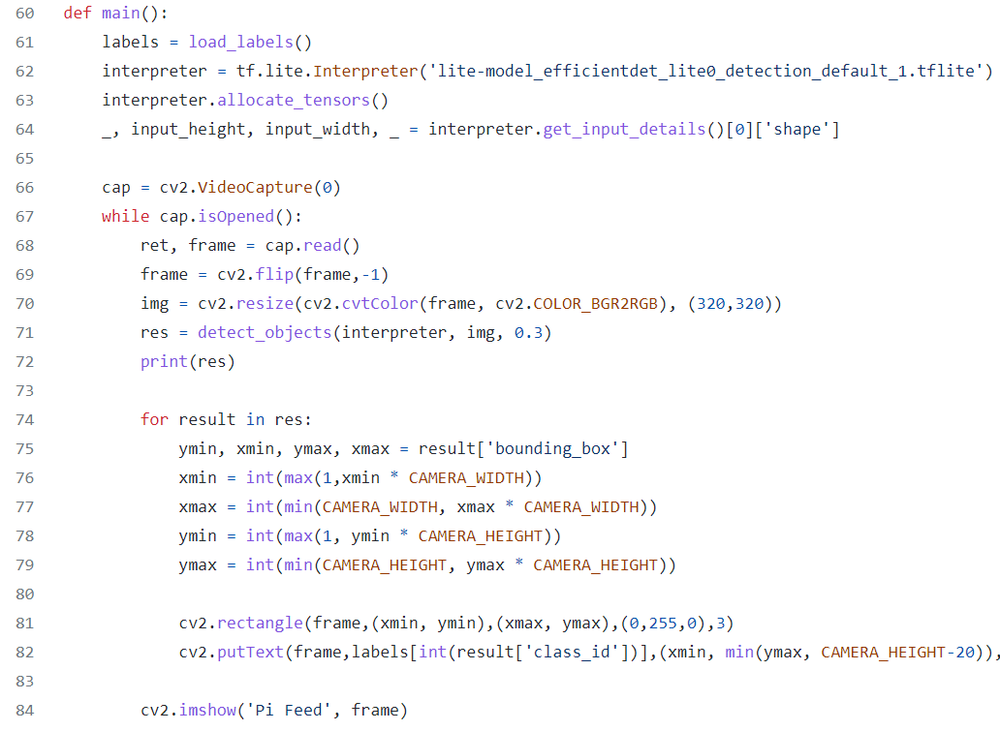 60 def main():
61     labels = load_labels()
62     interpreter = tf.lite.Interpreter('lite-model_efficientdet_lite0_detection_default_1.tflite')
63     interpreter.allocate_tensors()
64     _, input_height, input_width, _ = interpreter.get_input_details()[0]['shape']
65
66     cap = cv2.VideoCapture(0)
67     while cap.isOpened():
68         ret, frame = cap.read()
69         frame = cv2.flip(frame,-1)
70         img = cv2.resize(cv2.cvtColor(frame, cv2.COLOR_BGR2RGB), (320,320))
71         res = detect_objects(interpreter, img, 0.3)
72         print(res)
73
74         for result in res:
75             ymin, xmin, ymax, xmax = result['bounding_box']
76             xmin = int(max(1,xmin * CAMERA_WIDTH))
77             xmax = int(min(CAMERA_WIDTH, xmax * CAMERA_WIDTH))
78             ymin = int(max(1, ymin * CAMERA_HEIGHT))
79             ymax = int(min(CAMERA_HEIGHT, ymax * CAMERA_HEIGHT))
80
81             cv2.rectangle(frame,(xmin, ymin),(xmax, ymax),(0,255,0),3)
82             cv2.putText(frame,labels[int(result['class_id'])],(xmin, min(ymax, CAMERA_HEIGHT-20)),
83
84         cv2.imshow('Pi Feed', frame)